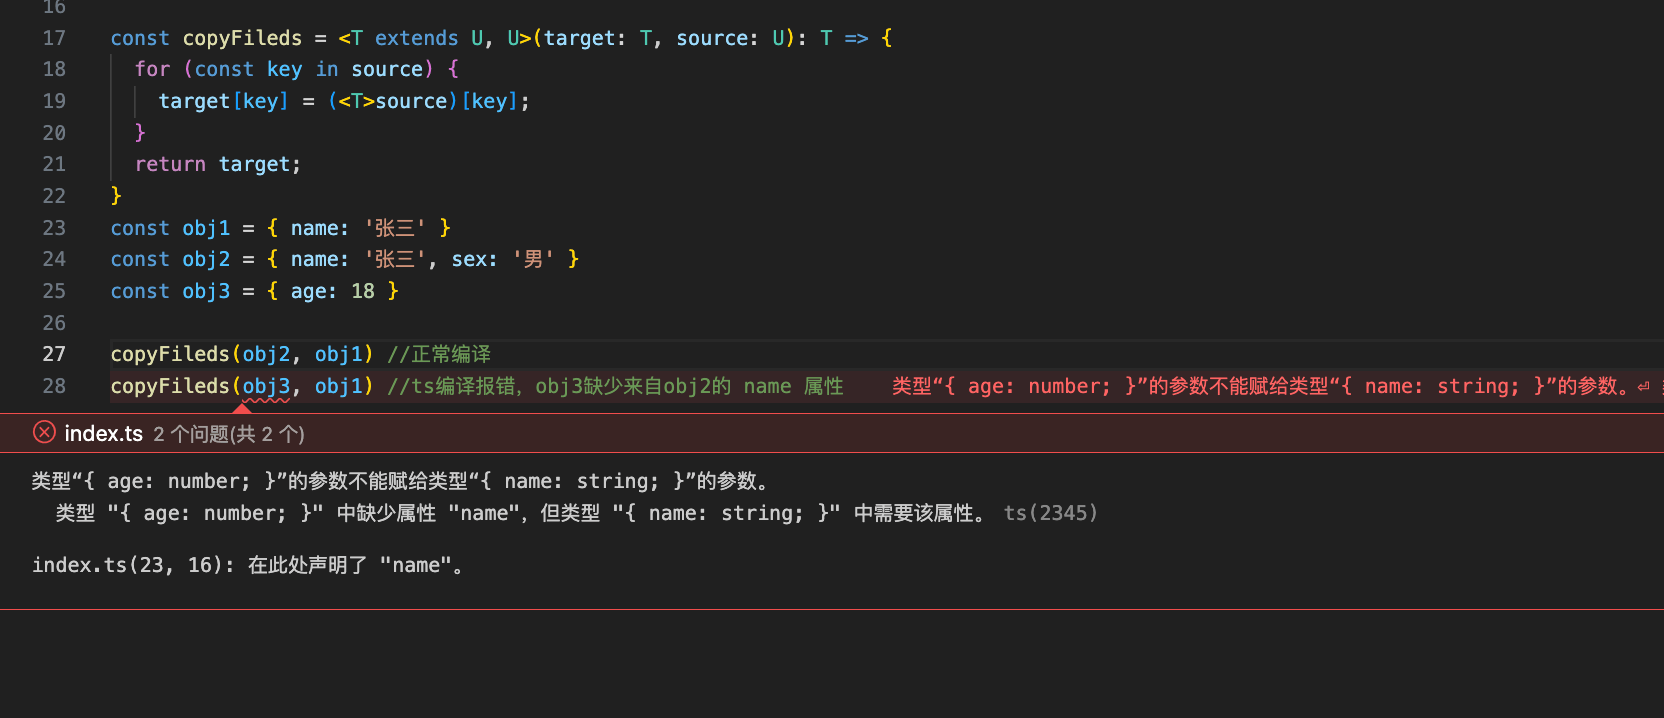 16
17 const copyFileds = <T extends U, U>(target: T, source: U): T => {
18 for (const key in source) {
19 target[key] = (<T>source)[key];
20 }
21 return target;
22 }
23 const obj1 = { name: '张三' }
24 const obj2 = { name: '张三', sex: '男' }
25 const obj3 = { age: 18 }
26
27 copyFileds(obj2, obj1) //正常编译
28 copyFileds(obj3, obj1) //ts编译报错，obj3缺少来自obj2的 name 属性 类型“{ age: number; }”的参数不能赋给类型“{ name: string; }”的参数。⏎
index.ts 2 个问题(共 2 个)
类型“{ age: number; }”的参数不能赋给类型“{ name: string; }”的参数。
类型 "{ age: number; }" 中缺少属性 "name"，但类型 "{ name: string; }" 中需要该属性。 ts(2345)
index.ts(23, 16): 在此处声明了 "name"。